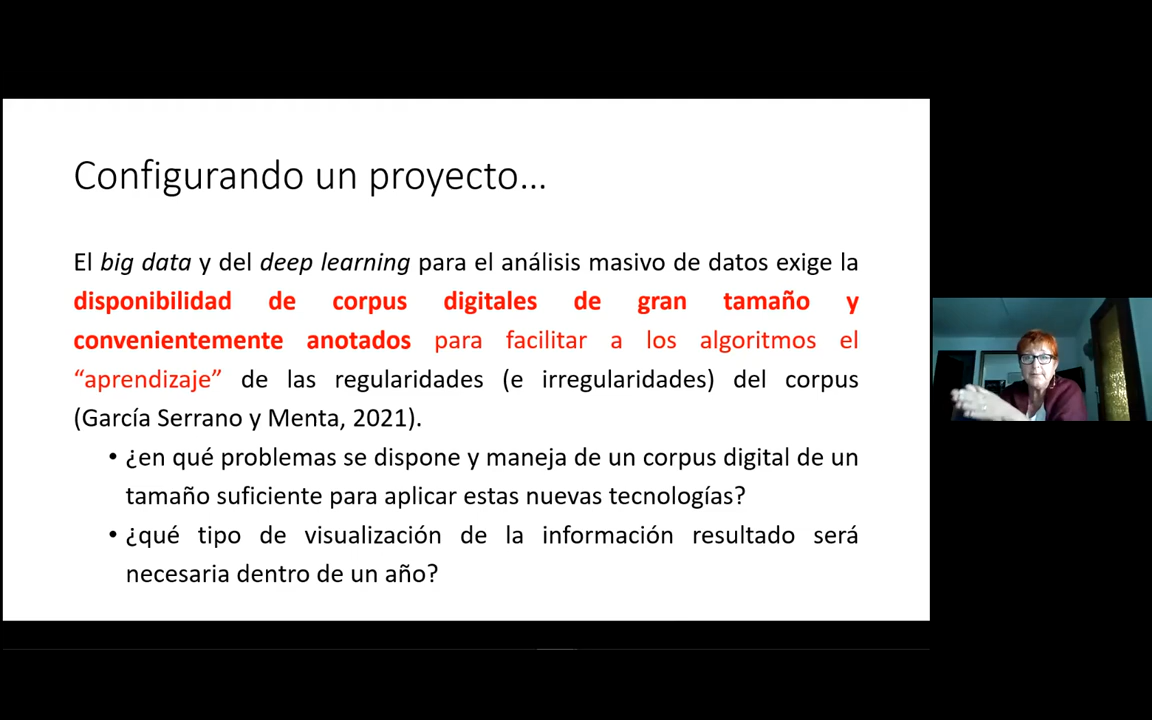 Configurando un proyecto...
El big data y del deep learning para el análisis masivo de datos exige la
disponibilidad de corpus digitales de gran tamaño y
convenientemente anotados para facilitar a los algoritmos el
“aprendizaje” de las regularidades (e irregularidades) del corpus
(García Serrano y Menta, 2021).
• ¿en qué problemas se dispone y maneja de un corpus digital de un
tamaño suficiente para aplicar estas nuevas tecnologías?
• ¿qué tipo de visualización de la información resultado será
necesaria dentro de un año?